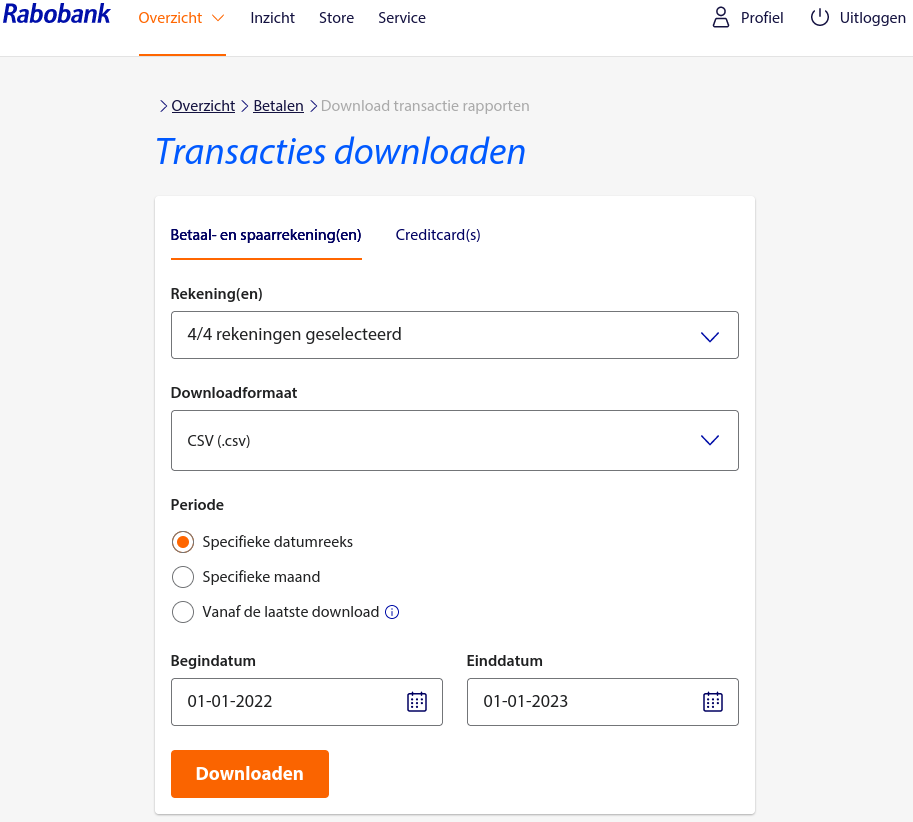 Rabobank Overzicht Inzicht Store Service Profiel Uitloggen
Overzicht Betalen Download transactie rapporten
Transacties downloaden
Betaal- en spaarrekening(en) Creditcard(s)
Rekening(en)
4/4 rekeningen geselecteerd
Downloadformaat
CSV (.csv)
Periode
Specifieke datumreeks
Specifieke maand
Vanaf de laatste download
Begindatum Einddatum
01-01-2022 01-01-2023
Downloaden